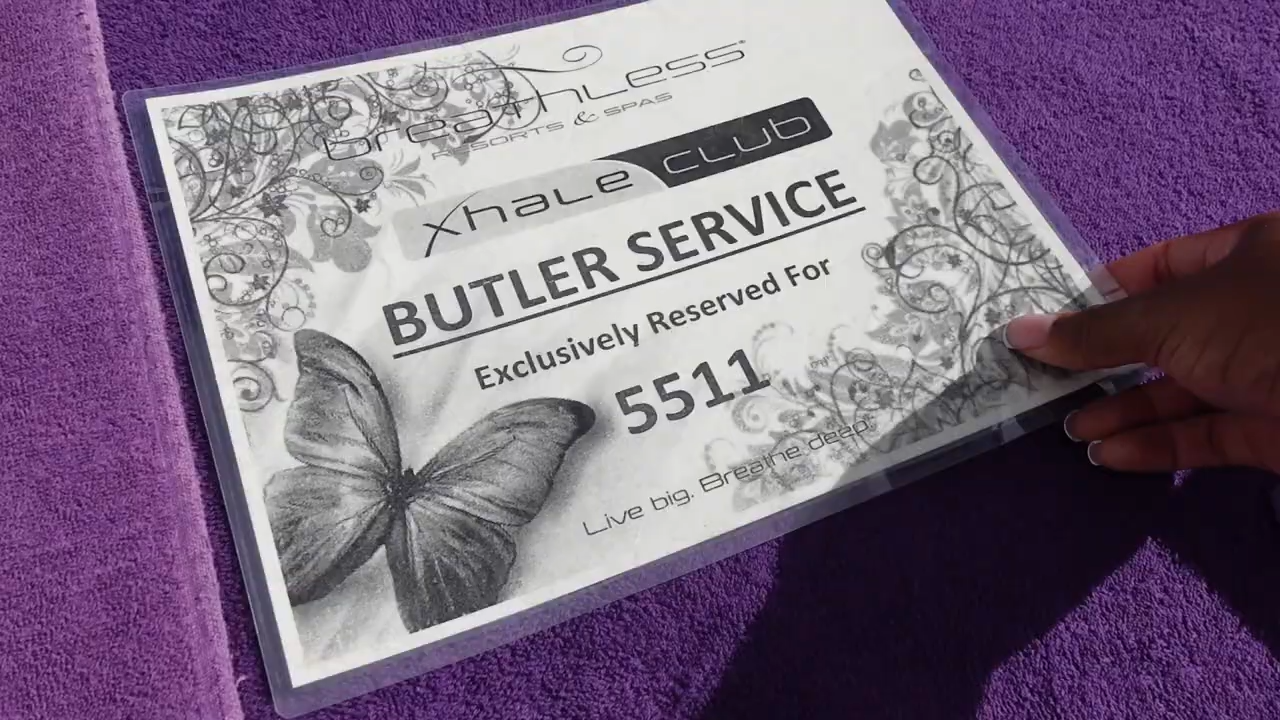 breathless®
RESORTS & SPAS
xhale club
BUTLER SERVICE
Exclusively Reserved For
5511
Live big. Breathe deep.